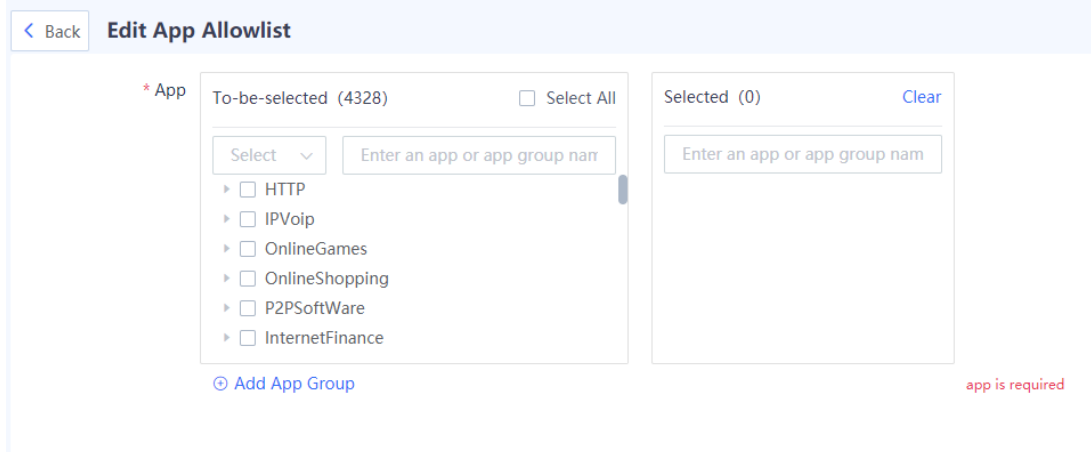 Back Edit App Allowlist
* App
To-be-selected (4328) Select All
Select Enter an app or app group nam
HTTP
IPVoip
OnlineGames
OnlineShopping
P2PSoftWare
InternetFinance
Add App Group
Selected (0) Clear
Enter an app or app group nam
app is required